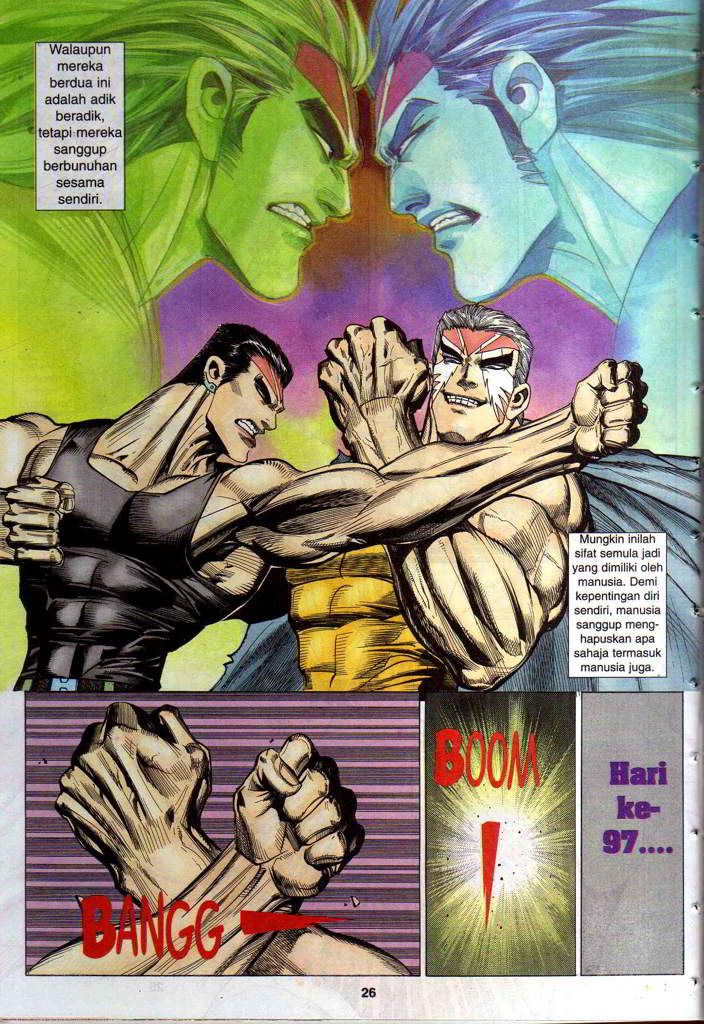 Walaupun
mereka
berdua ini
adalah adik
beradik,
tetapi mereka
sanggup
berbunuhan
sesama
sendiri.
Mungkin inilah
sifat semula jadi
yang dimiliki oleh
manusia. Demi
kepentingan diri
sendiri, manusia
sanggup meng-
hapuskan apa
sahaja termasuk
manusia juga.
BANGG!
BOOM!
Hari
ke-
97....
26